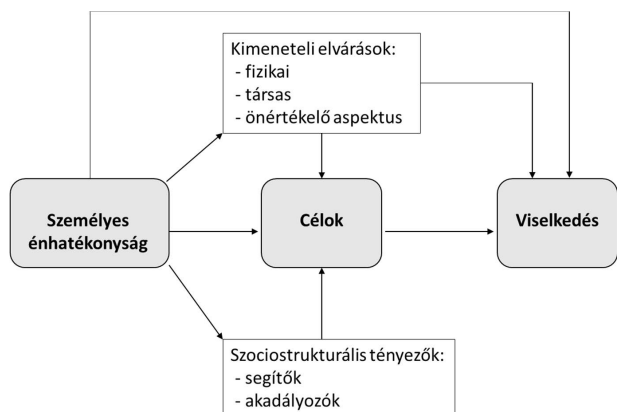 Kimeneteli elvárások:
- fizikai
- társas
- önértékelő aspektus
Személyes
énhatékonyság
Célok
Viselkedés
Szociostrukturális tényezők:
- segítők
- akadályozók